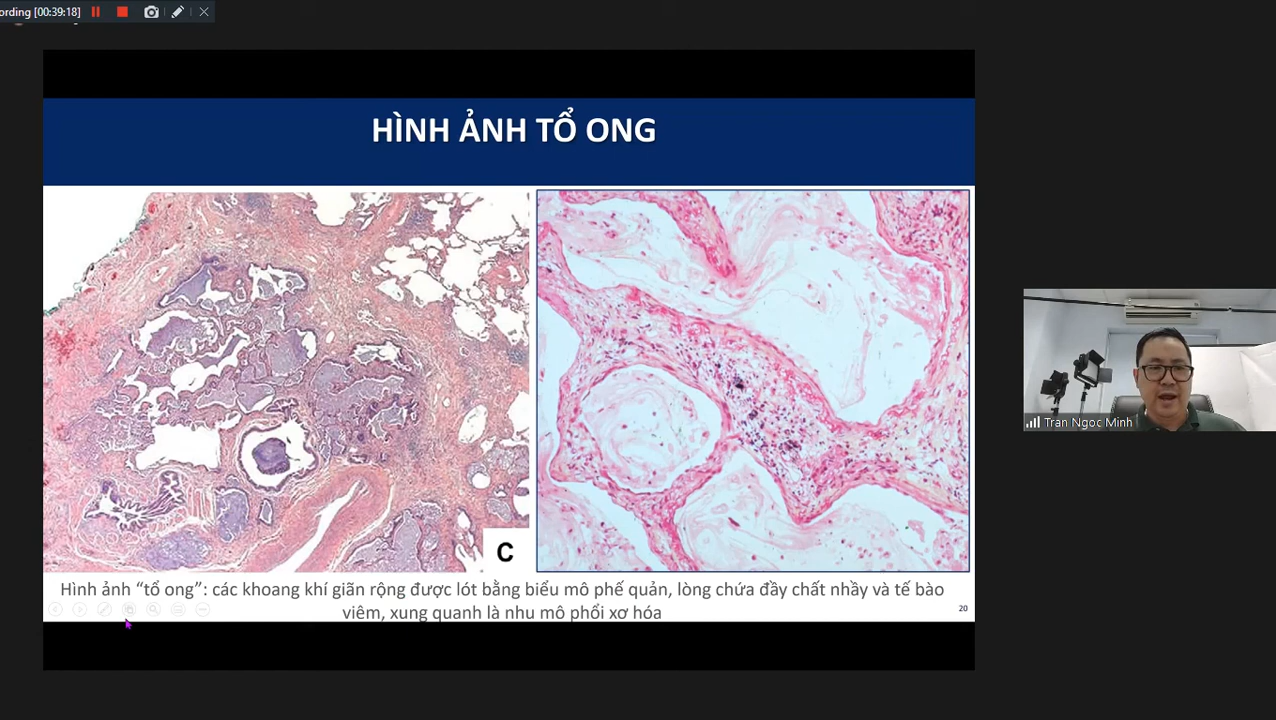 ording [00:39:18]
HÌNH ẢNH TỔ ONG
C
Hình ảnh “tổ ong”: các khoang khí giãn rộng được lót bằng biểu mô phế quản, lòng chứa đầy chất nhầy và tế bào
viêm, xung quanh là nhu mô phổi xơ hóa
20
Tran Ngoc Minh